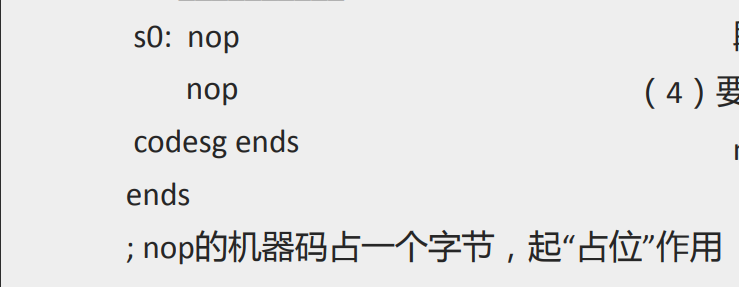 s0: nop
nop
（4）要
codesg ends
ends
; nop的机器码占一个字节，起“占位”作用